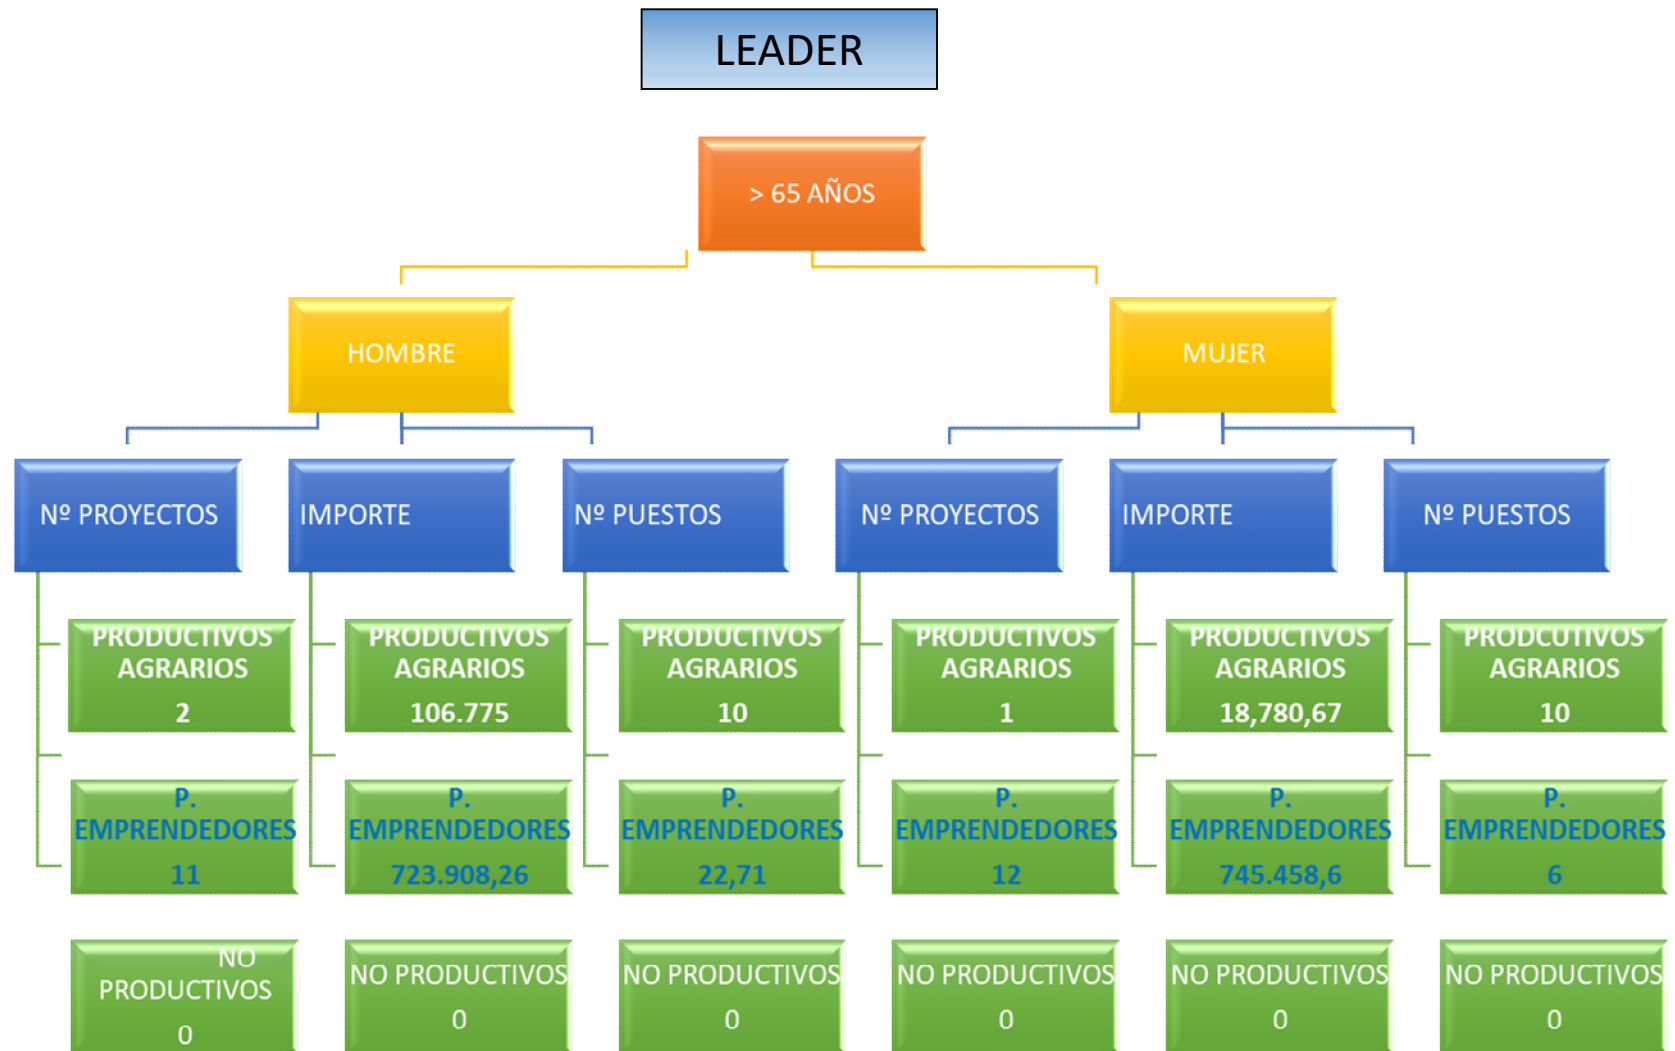 LEADER
> 65 AÑOS
HOMBRE
MUJER
Nº PROYECTOS
IMPORTE
Nº PUESTOS
Nº PROYECTOS
IMPORTE
Nº PUESTOS
PRODUCTIVOS
AGRARIOS
2
PRODUCTIVOS
AGRARIOS
106.775
PRODUCTIVOS
AGRARIOS
10
PRODUCTIVOS
AGRARIOS
1
PRODUCTIVOS
AGRARIOS
18,780,67
PRODCUTIVOS
AGRARIOS
10
P.
EMPRENDEDORES
11
P.
EMPRENDEDORES
723.908,26
P.
EMPRENDEDORES
22,71
P.
EMPRENDEDORES
12
P.
EMPRENDEDORES
745.458,6
P.
EMPRENDEDORES
6
NO
PRODUCTIVOS
0
NO PRODUCTIVOS
0
NO PRODUCTIVOS
0
NO PRODUCTIVOS
0
NO PRODUCTIVOS
0
NO PRODUCTIVOS
0